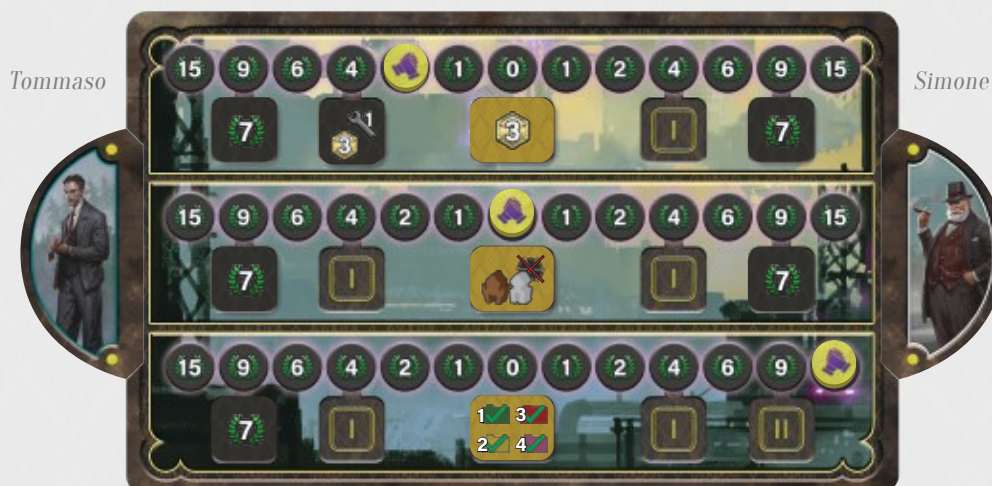 15 9 6 4 1 0 1 2 4 6 9 15
Tommaso
Simone
7 3 1 3 I 7
15 9 6 4 2 1 1 2 4 6 9 15
7 I I 7
15 9 6 4 2 1 0 1 2 4 6 9
7 I 1 3 I II
2 4